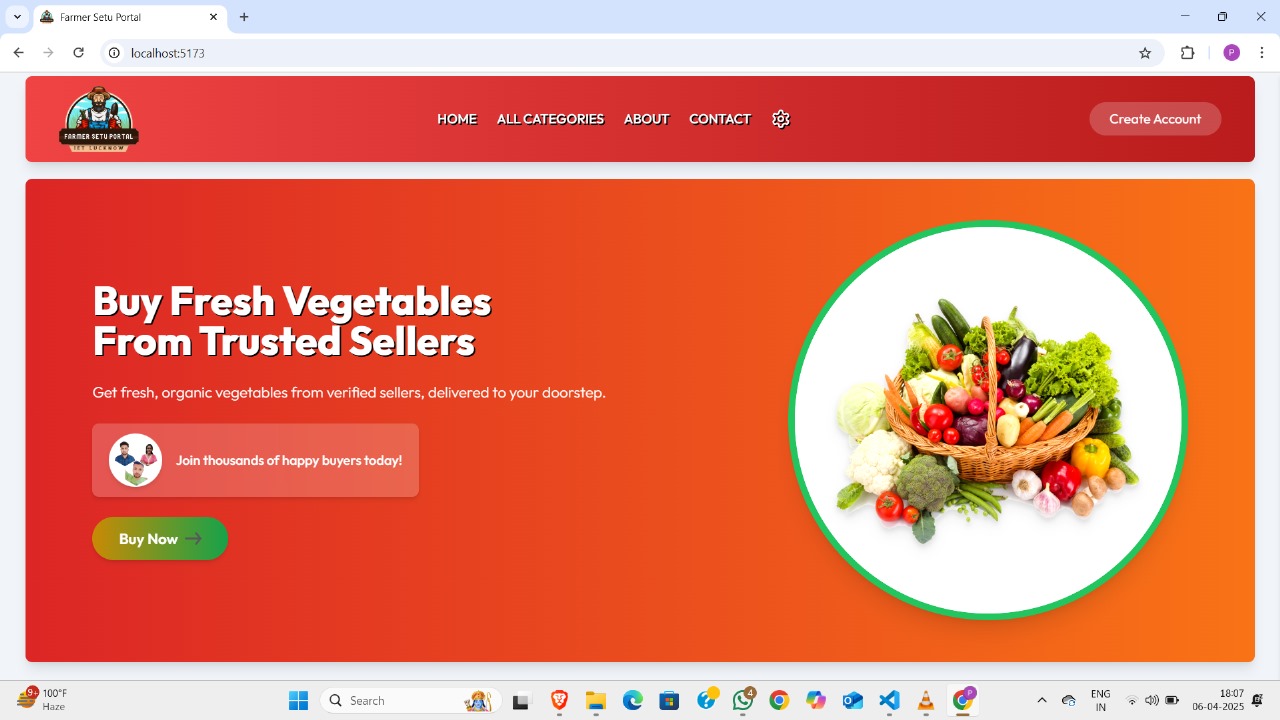 Farmer Setu Portal
localhost:5173
P
FARMER SETU PORTAL
IET LUCKNOW
HOME
ALL CATEGORIES
ABOUT
CONTACT
Create Account
Buy Fresh Vegetables
From Trusted Sellers
Get fresh, organic vegetables from verified sellers, delivered to your doorstep.
Join thousands of happy buyers today!
Buy Now
9+
100°F
Haze
Search
4
P
ENG
IN
18:07
06-04-2025